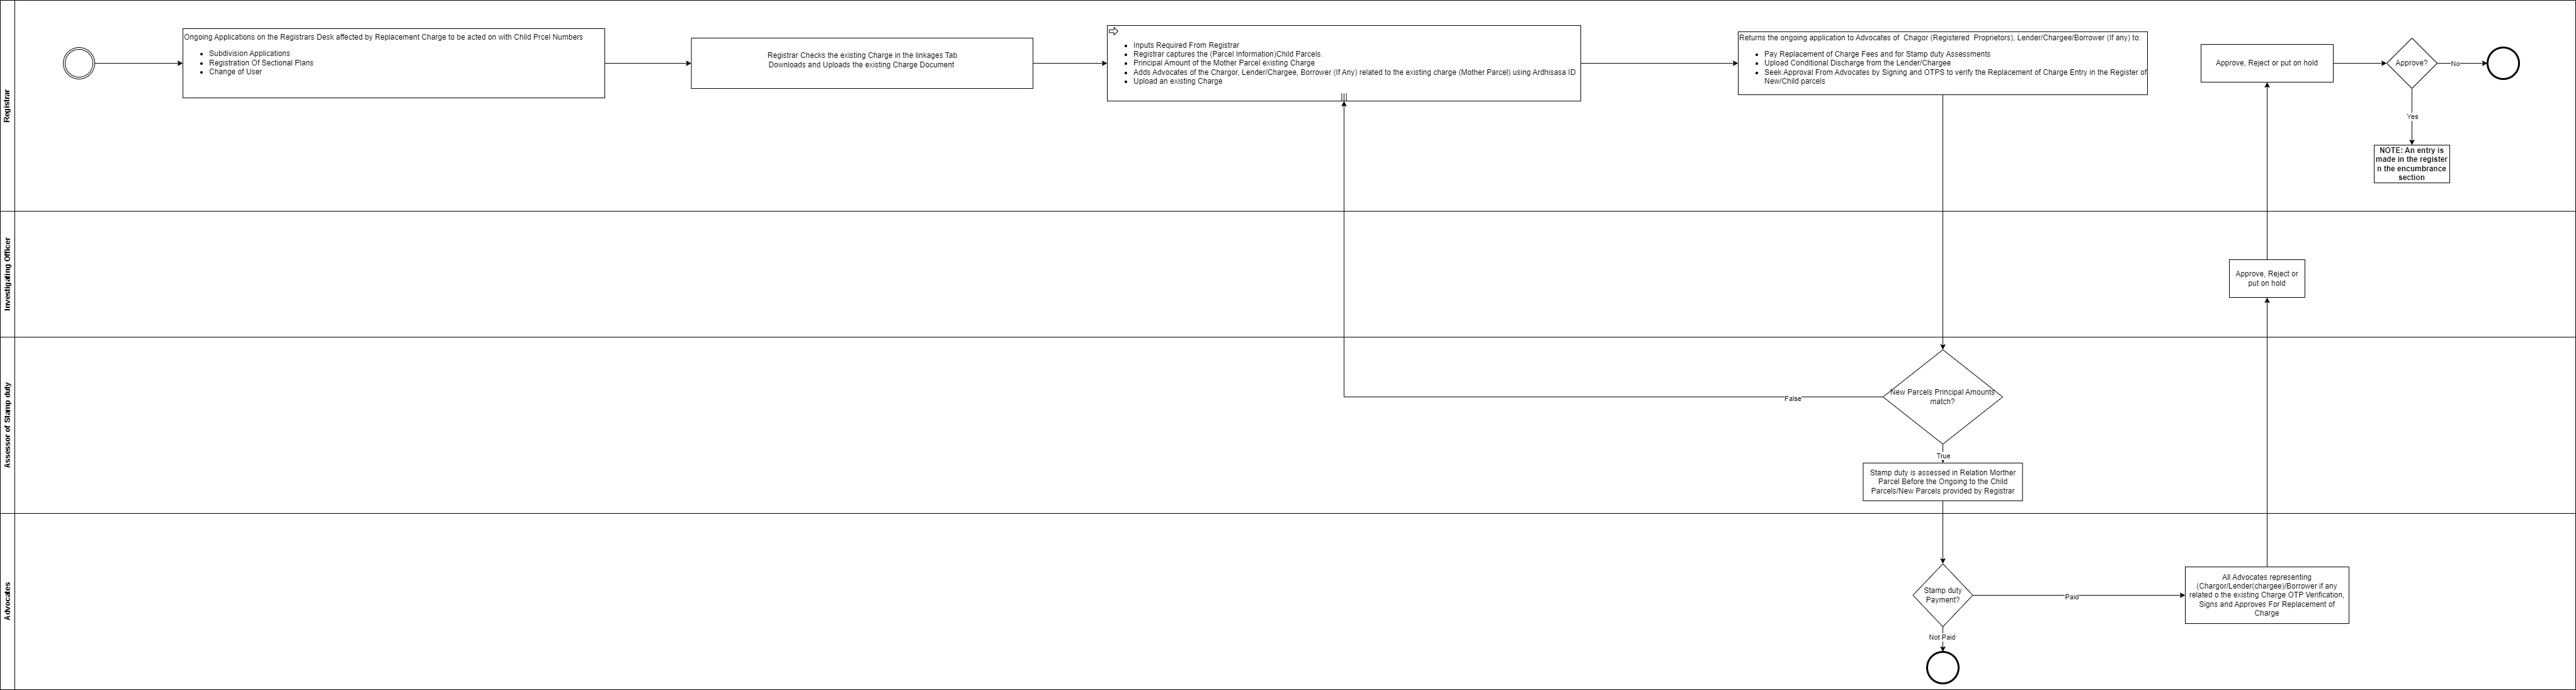 Registrar
Ongoing Applications on the Registrars Desk affected by Replacement Charge to be acted on with Child Prcel Numbers
Subdivision Applications
Registration Of Sectional Plans
Change of User
Registrar Checks the existing Charge in the linkages Tab
Downloads and Uploads the existing Charge Document
Inputs Required From Registrar
Registrar captures the (Parcel Information)Child Parcels.
Principal Amount of the Mother Parcel existing Charge
Adds Advocates of the Chargor, Lender/Chargee, Borrower (If Any) related to the existing charge (Mother Parcel) using Ardhisasa ID
Upload an existing Charge
Returns the ongoing application to Advocates of Chagor (Registered Proprietors), Lender/Chargee/Borrower (If any) to:
Pay Replacement of Charge Fees and for Stamp duty Assessments
Upload Conditional Discharge from the Lender/Chargee
Seek Approval From Advocates by Signing and OTPS to verify the Replacement of Charge Entry in the Register of
New/Child parcels
Approve, Reject or put on hold
Approve?
No
Yes
NOTE: An entry is
made in the register
n the encumbrance
section
Investigating Officer
Approve, Reject or
put on hold
Assessor of Stamp duty
New Parcels Principal Amounts
match?
False
True
Stamp duty is assessed in Relation Morther
Parcel Before the Ongoing to the Child
Parcels/New Parcels provided by Registrar
Advocates
Stamp duty
Payment?
Paid
Not Paid
All Advocates representing
(Chargor/Lender(chargee)/Borrower if any
related o the existing Charge OTP Verification,
Signs and Approves For Replacement of
Charge